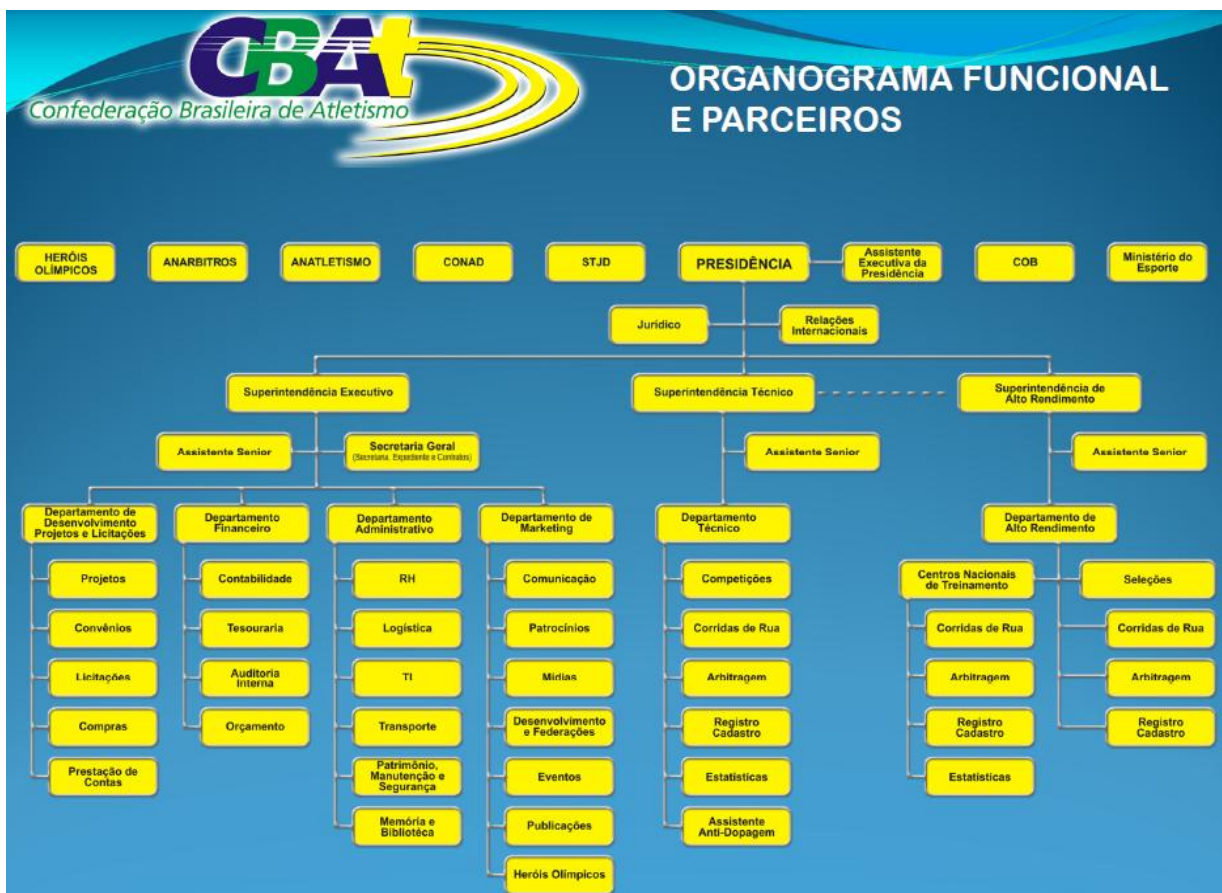 CBAt
Confederação Brasileira de Atletismo
ORGANOGRAMA FUNCIONAL
E PARCEIROS
HERÓIS
OLÍMPICOS
ANARBITROS
ANATLETISMO
CONAD
STJD
PRESIDÊNCIA
Assistente
Executiva da
Presidência
COB
Ministério do
Esporte
Jurídico
Relações
Internacionais
Superintendência Executivo
Superintendência Técnico
Superintendência de
Alto Rendimento
Assistente Senior
Secretaria Geral
(Secretaria, Expediente e Contratos)
Assistente Senior
Assistente Senior
Departamento de
Desenvolvimento
Projetos e Licitações
Projetos
Convênios
Licitações
Compras
Prestação de
Contas
Departamento
Financeiro
Contabilidade
Tesouraria
Auditoria
Interna
Orçamento
Departamento
Administrativo
RH
Logística
TI
Transporte
Patrimônio,
Manutenção e
Segurança
Memória e
Bibliotéca
Departamento de
Marketing
Comunicação
Patrocínios
Mídias
Desenvolvimento
e Federações
Eventos
Publicações
Heróis Olímpicos
Departamento
Técnico
Competições
Corridas de Rua
Arbitragem
Registro
Cadastro
Estatísticas
Assistente
Anti-Dopagem
Departamento de
Alto Rendimento
Centros Nacionais
de Treinamento
Corridas de Rua
Arbitragem
Registro
Cadastro
Estatísticas
Seleções
Corridas de Rua
Arbitragem
Registro
Cadastro